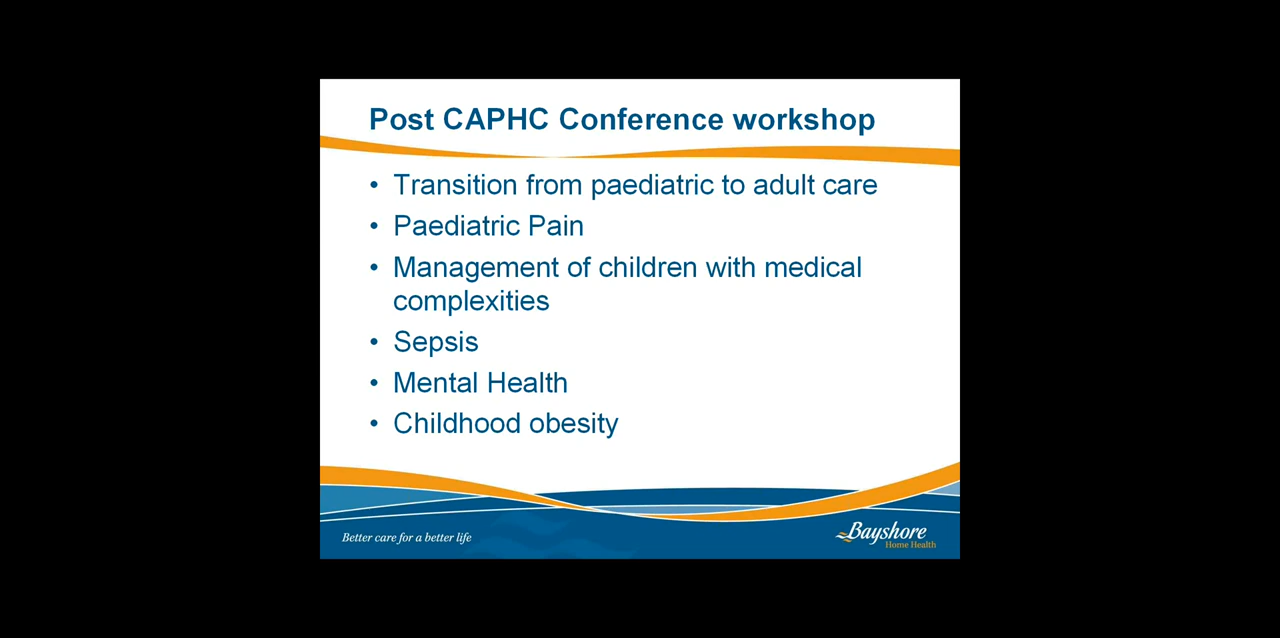 Post CAPHC Conference workshop
• Transition from paediatric to adult care
• Paediatric Pain
• Management of children with medical
complexities
• Sepsis
• Mental Health
• Childhood obesity
Better care for a better life
Bayshore
Home Health